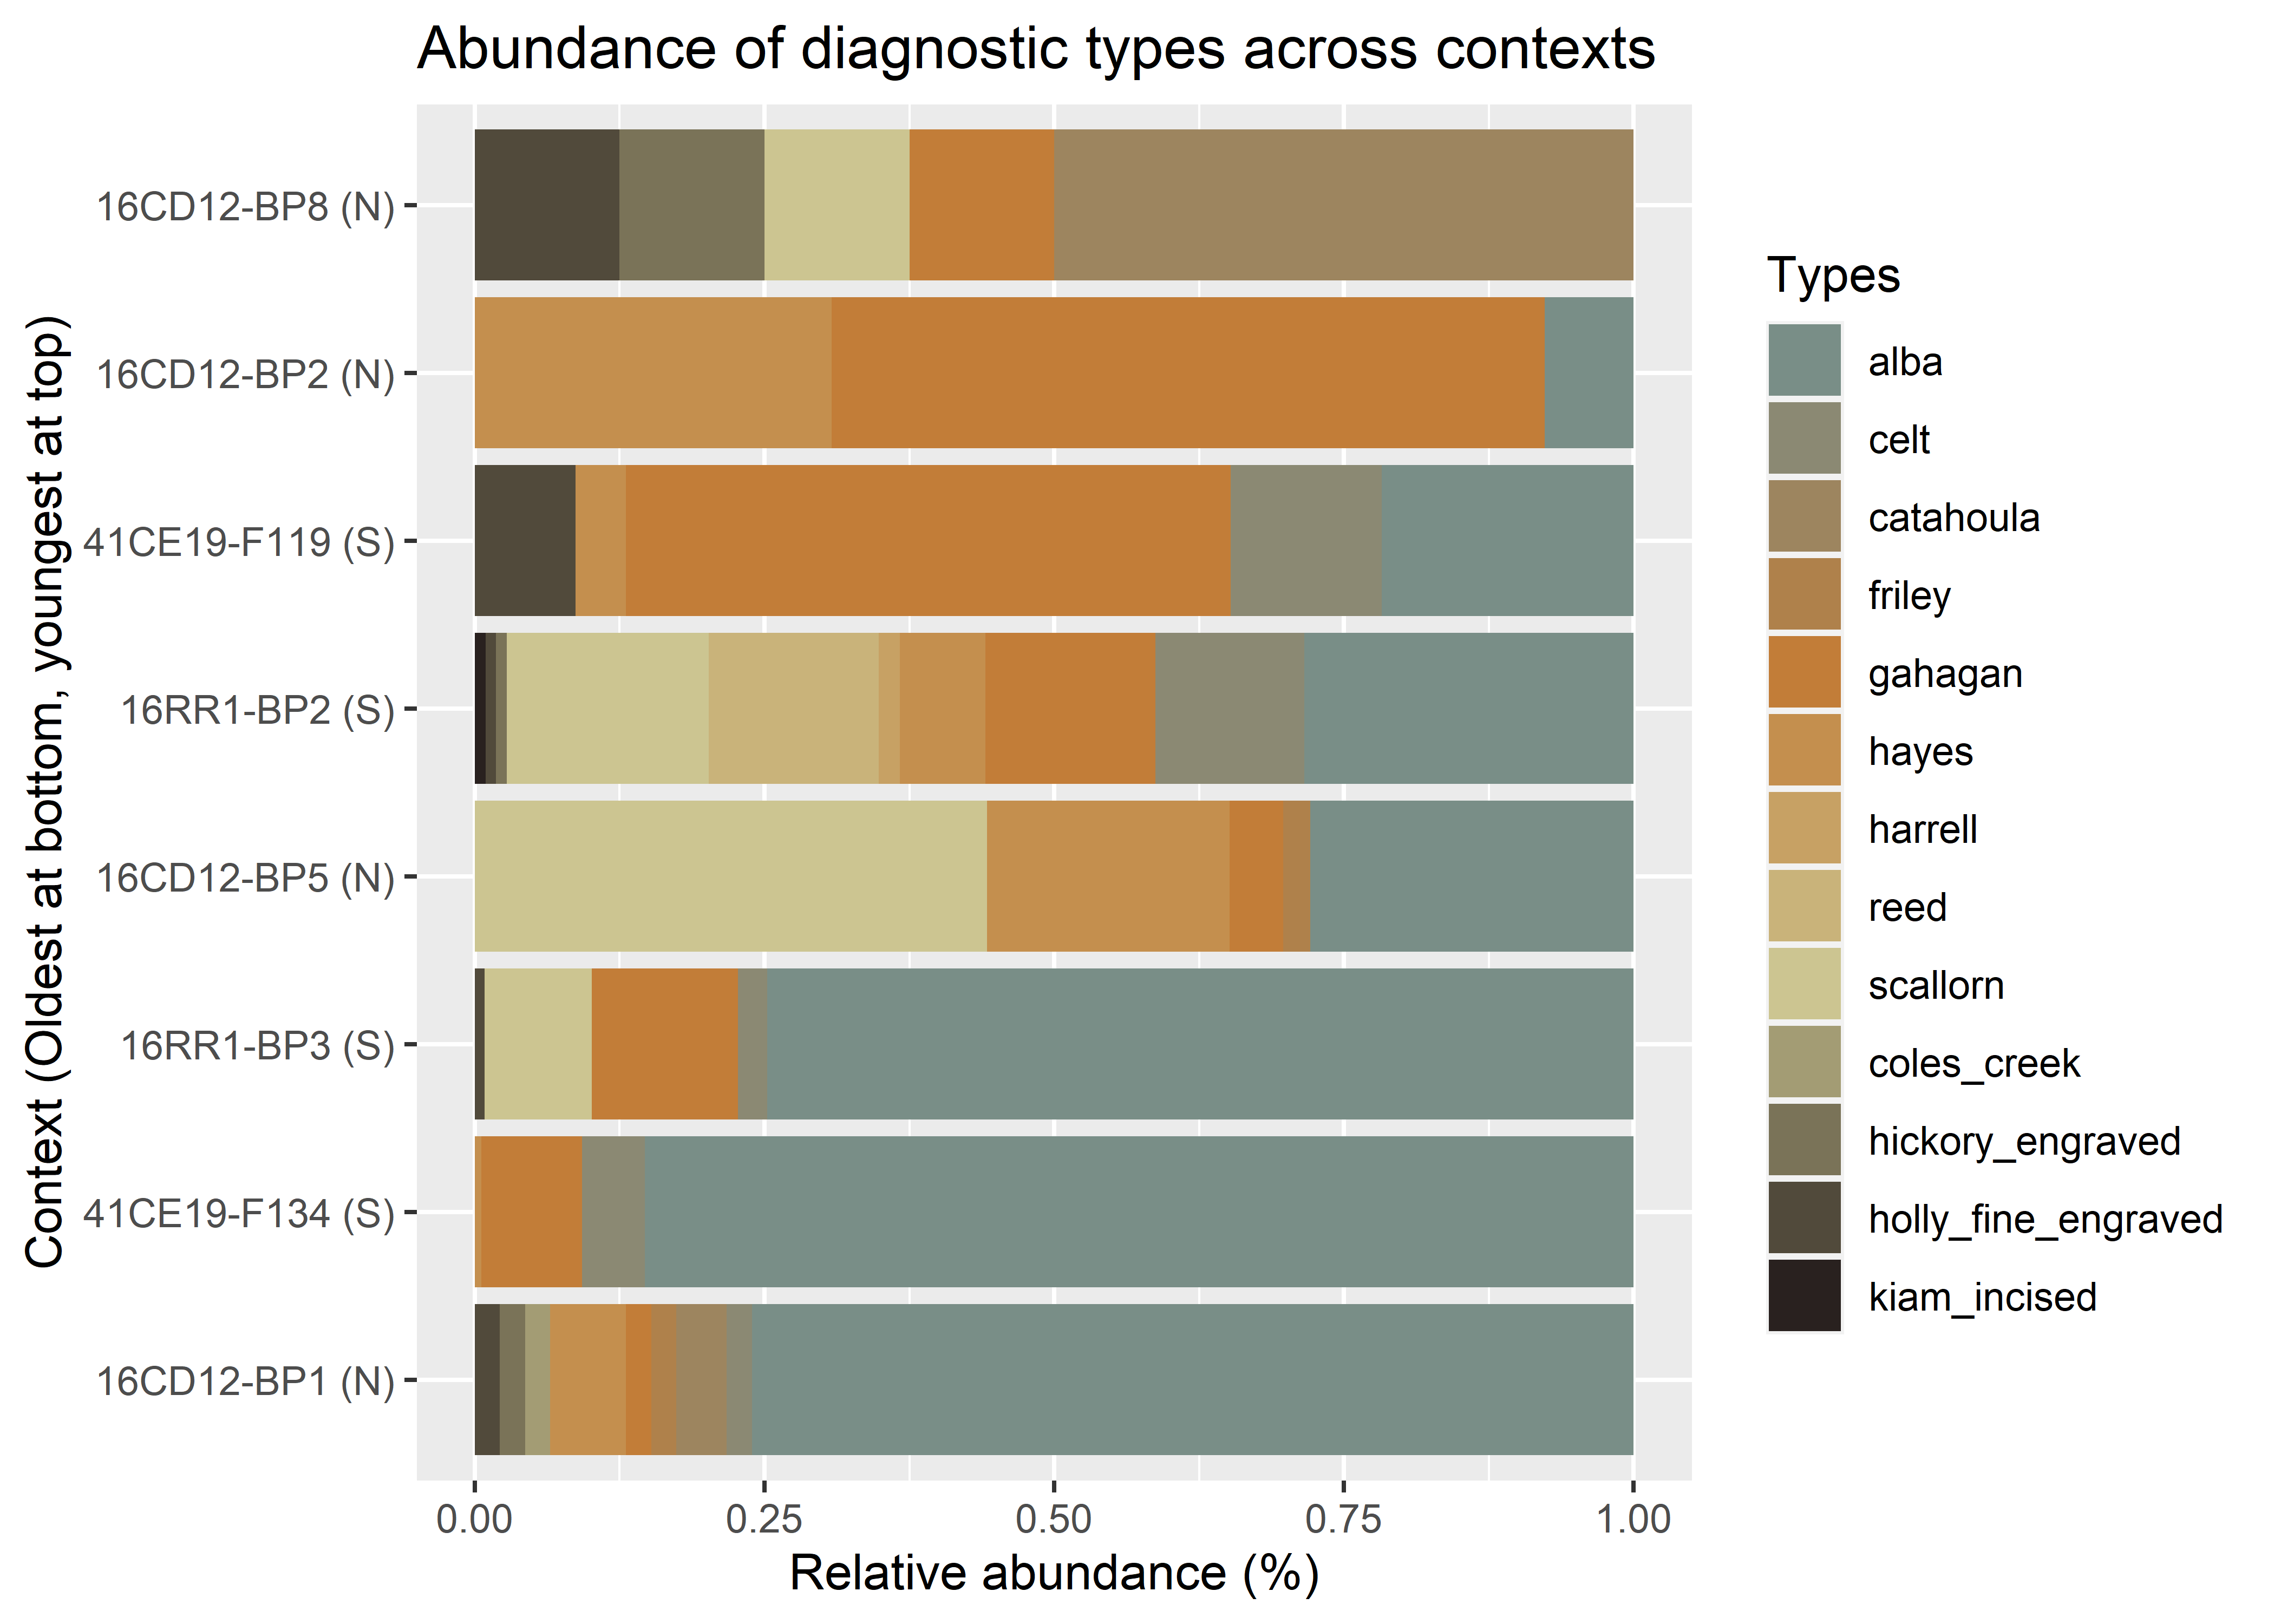 Abundance of diagnostic types across contexts
Context (Oldest at bottom, youngest at top)
16CD12-BP8 (N)
16CD12-BP2 (N)
41CE19-F119 (S)
16RR1-BP2 (S)
16CD12-BP5 (N)
16RR1-BP3 (S)
41CE19-F134 (S)
16CD12-BP1 (N)
0.00 0.25 0.50 0.75 1.00
Relative abundance (%)
Types
alba
celt
catahoula
friley
gahagan
hayes
harrell
reed
scallorn
coles_creek
hickory_engraved
holly_fine_engraved
kiam_incised